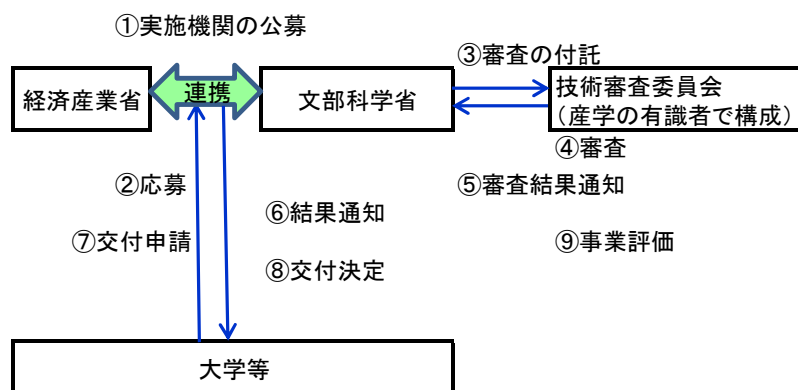 ①実施機関の公募
③審査の付託
経済産業省
連携
文部科学省
技術審査委員会
（産学の有識者で構成）
④審査
②応募
⑤審査結果通知
⑥結果通知
⑦交付申請
⑨事業評価
⑧交付決定
大学等